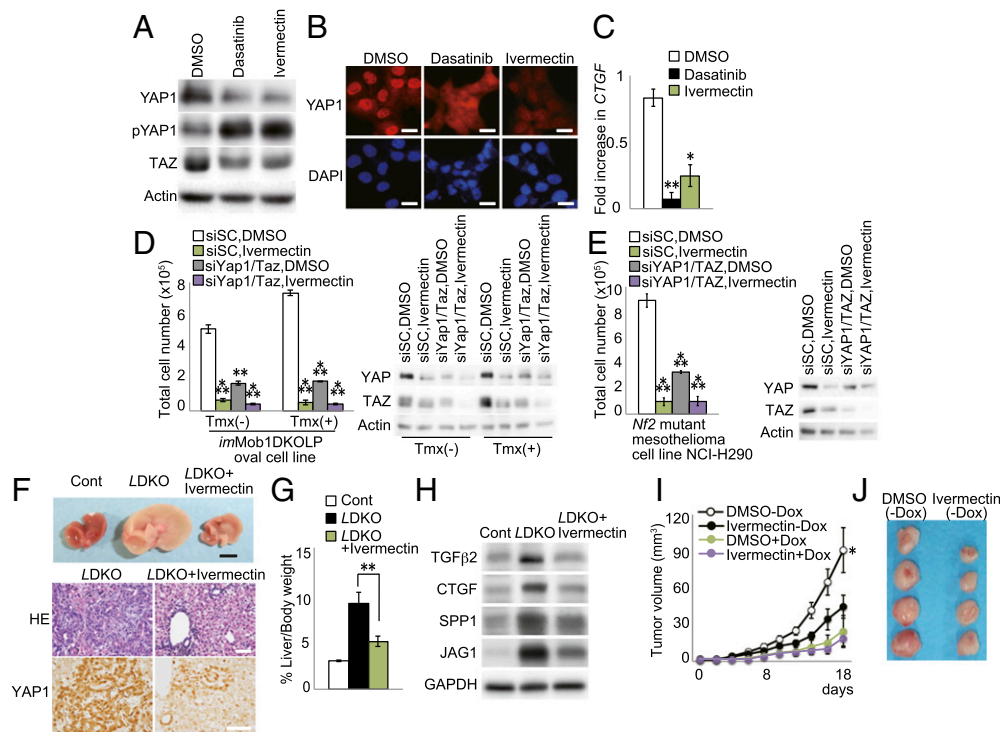 A
DMSO
Dasatinib
Ivermectin
YAP1
pYAP1
TAZ
Actin
B
DMSO Dasatinib Ivermectin
YAP1
DAPI
C
DMSO
Dasatinib
Ivermectin
Fold increase in CTGF
1
0.5
0
**
*
D
siSC,DMSO
siSC,Ivermectin
siYap1/Taz,DMSO
siYap1/Taz,Ivermectin
Total cell number (x10⁵)
8
6
4
2
0
*
**
**
*
**
*
**
*
**
*
**
Tmx(-) Tmx(+)
imMob1DKOLP
oval cell line
siSC,DMSO
siSC,Ivermectin
siYap1/Taz,DMSO
siYap1/Taz,Ivermectin
siSC,DMSO
siSC,Ivermectin
siYap1/Taz,DMSO
siYap1/Taz,Ivermectin
YAP
TAZ
Actin
Tmx(-) Tmx(+)
E
siSC,DMSO
siSC,Ivermectin
siYAP1/TAZ,DMSO
siYAP1/TAZ,Ivermectin
Total cell number (x10⁵)
10
8
6
4
2
0
*
**
*
**
*
**
Nf2 mutant
mesothelioma
cell line NCI-H290
siSC,DMSO
siSC,Ivermectin
siYAP1/TAZ,DMSO
siYAP1/TAZ,Ivermectin
YAP
TAZ
Actin
F
Cont LDKO LDKO+
Ivermectin
LDKO LDKO+Ivermectin
HE
YAP1
G
Cont
LDKO
LDKO
+Ivermectin
% Liver/Body weight
15
10
5
0
**
H
Cont LDKO LDKO+
Ivermectin
TGFβ2
CTGF
SPP1
JAG1
GAPDH
I
DMSO-Dox
Ivermectin-Dox
DMSO+Dox
Ivermectin+Dox
Tumor volume (mm³)
120
90
60
30
0
*
0 8 18
days
J
DMSO Ivermectin
(-Dox) (-Dox)